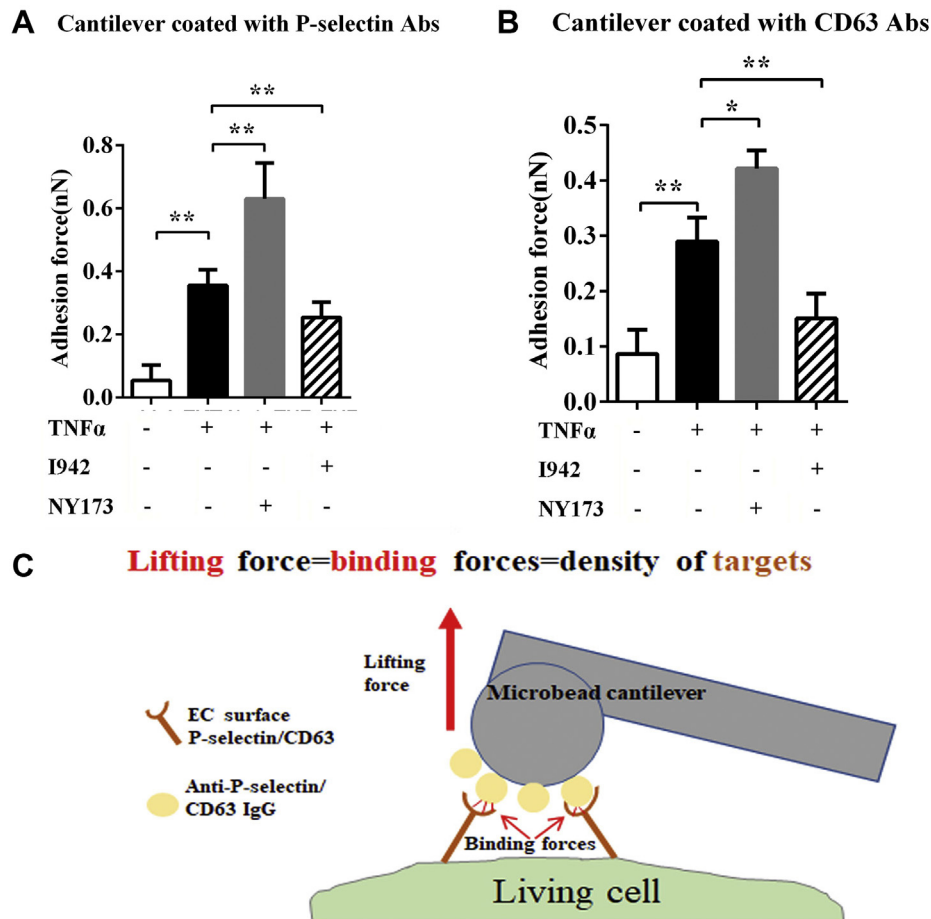 A Cantilever coated with P-selectin Abs
Adhesion force(nN)
0.8
0.6
0.4
0.2
0.0
**
**
**
TNFα - + + +
I942 - - - +
NY173 - - + -
B Cantilever coated with CD63 Abs
Adhesion force(nN)
0.5
0.4
0.3
0.2
0.1
0.0
**
*
**
TNFα - + + +
I942 - - - +
NY173 - - + -
C Lifting force=binding forces=density of targets
Lifting
force
Microbead cantilever
EC surface
P-selectin/CD63
Anti-P-selectin/
CD63 IgG
Binding forces
Living cell